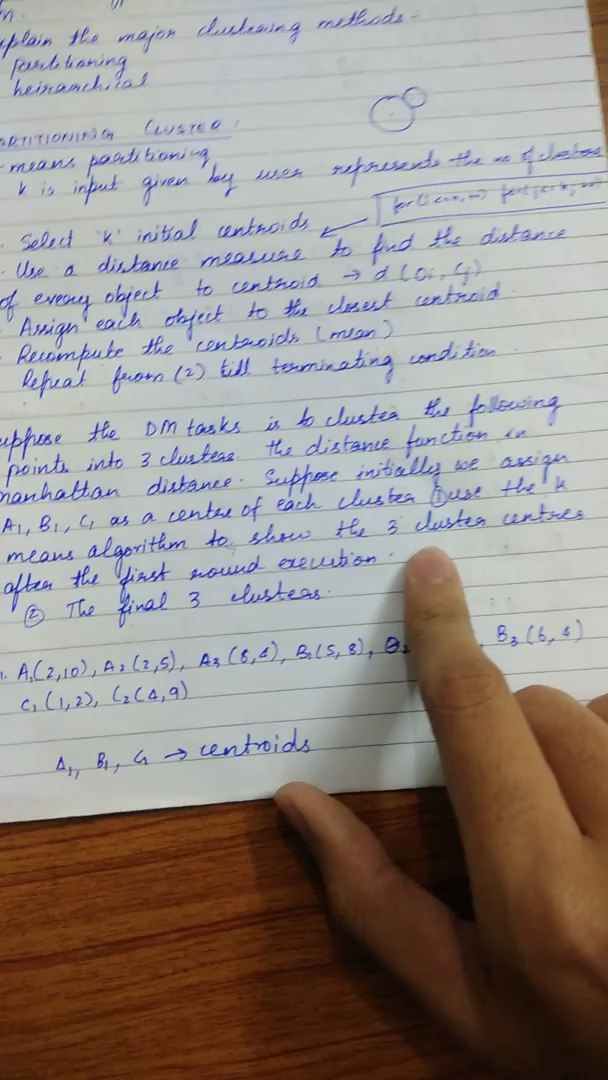 explain the major clustering methods.
partitioning
heirarchical
PARTITIONING CLUSTER:
means partitioning
k is input given by user represents the no of clusters
Select 'k' initial centroids
Use a distance measure to find the distance
of every object to centroid → d(Oi, Cj)
Assign each object to the closest centroid.
Recompute the centroids (mean)
Repeat from (2) till terminating condition.
uppose the DM tasks is to cluster the following
points into 3 clusters. the distance function in
manhattan distance. Suppose initially we assign
A1, B1, C1 as a centre of each cluster ① use the k
means algorithm to show the 3 cluster centres
after the first round execution.
② The final 3 clusters.
1. A1(2,10), A2(2,5), A3(8,4), B1(5,8), B2 , B3(6,4)
C1(1,2), C2(4,9)
A1, B1, C1 → centroids